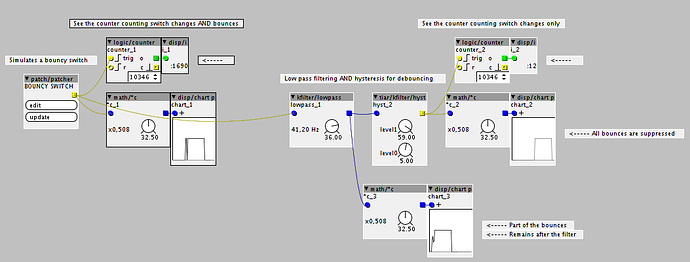 See the counter counting switch changes AND bounces
See the counter counting switch changes only
logic/counter
counter_1
trig o
r c
10346
disp/i
i_1
:1690
<-----
logic/counter
counter_2
trig o
r c
10346
disp/i
i_2
:12
<-----
Simulates a bouncy switch
patch/patcher
BOUNCY SWITCH
edit
update
math/*c
*c_1
x0,508
32.50
disp/chart p
chart_1
+
Low pass filtering AND hysteresis for debouncing
kfilter/lowpass
lowpass_1
41,20 Hz
36.00
tiar/kfilter/hyst
hyst_2
level1
59.00
level0
5.00
math/*c
*c_2
x0,508
32.50
disp/chart p
chart_2
+
<----- All bounces are suppressed
math/*c
*c_3
x0,508
32.50
disp/chart p
chart_3
+
<----- Part of the bounces
<----- Remains after the filter